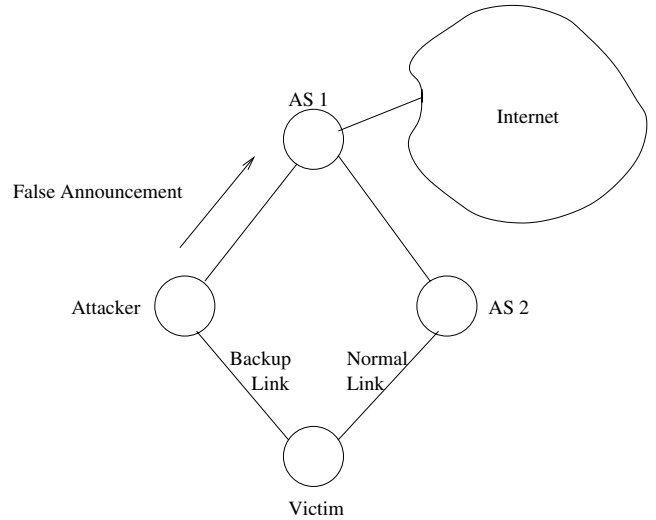 AS 1
Internet
False Announcement
Attacker
AS 2
Backup
Link
Normal
Link
Victim